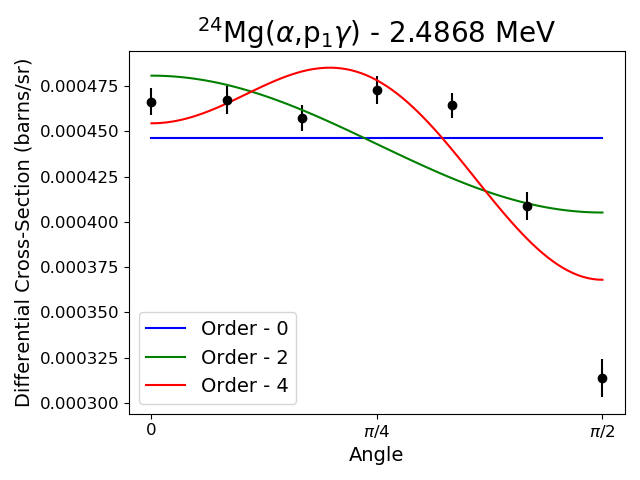 ²⁴Mg(α,p₁γ) - 2.4868 MeV
Differential Cross-Section (barns/sr)
0.000475
0.000450
0.000425
0.000400
0.000375
0.000350
0.000325
0.000300
Order - 0
Order - 2
Order - 4
0 π/4 π/2
Angle